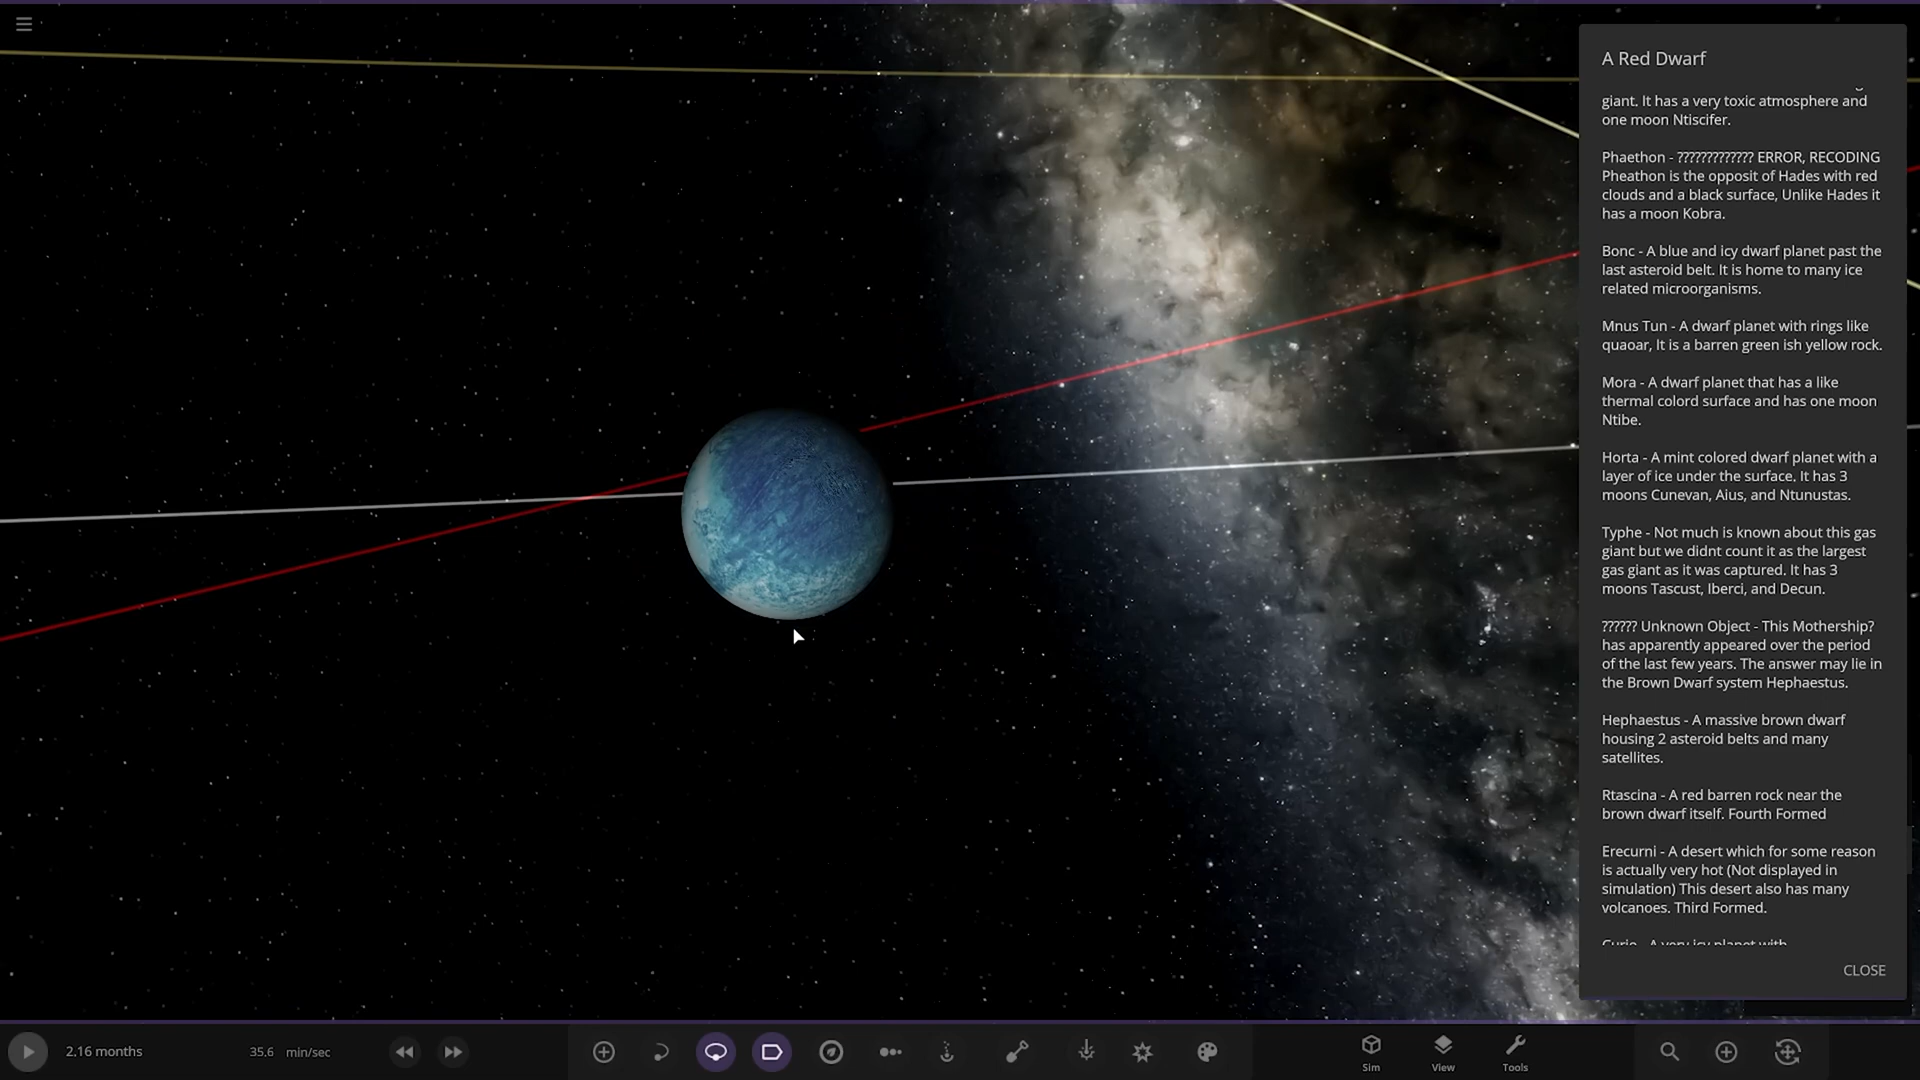 A Red Dwarf
giant. It has a very toxic atmosphere and
one moon Ntiscifer.
Phaethon - ????????????? ERROR, RECODING
Pheathon is the opposit of Hades with red
clouds and a black surface, Unlike Hades it
has a moon Kobra.
Bonc - A blue and icy dwarf planet past the
last asteroid belt. It is home to many ice
related microorganisms.
Mnus Tun - A dwarf planet with rings like
quaoar, It is a barren green ish yellow rock.
Mora - A dwarf planet that has a like
thermal colord surface and has one moon
Ntibe.
Horta - A mint colored dwarf planet with a
layer of ice under the surface. It has 3
moons Cunevan, Aius, and Ntunustas.
Typhe - Not much is known about this gas
giant but we didnt count it as the largest
gas giant as it was captured. It has 3
moons Tascust, Iberci, and Decun.
?????? Unknown Object - This Mothership?
has apparently appeared over the period
of the last few years. The answer may lie in
the Brown Dwarf system Hephaestus.
Hephaestus - A massive brown dwarf
housing 2 asteroid belts and many
satellites.
Rtascina - A red barren rock near the
brown dwarf itself. Fourth Formed
Erecurni - A desert which for some reason
is actually very hot (Not displayed in
simulation) This desert also has many
volcanoes. Third Formed.
A very icy planet with
CLOSE
2.16 months
35.6 min/sec
Sim
View
Tools